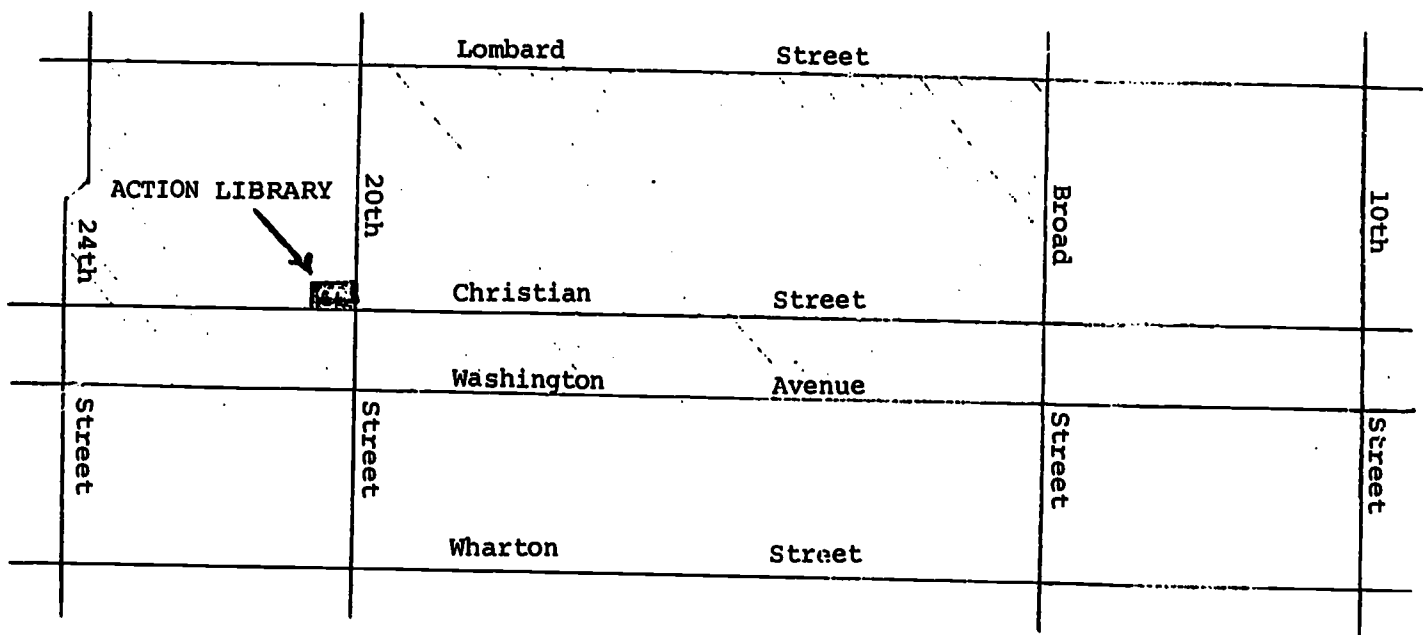 Lombard Street
ACTION LIBRARY
24th Street
20th Street
Broad Street
10th Street
Christian Street
Washington Avenue
Wharton Street